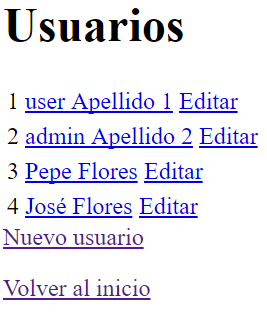 Usuarios
1 user Apellido 1 Editar
2 admin Apellido 2 Editar
3 Pepe Flores Editar
4 José Flores Editar
Nuevo usuario
Volver al inicio